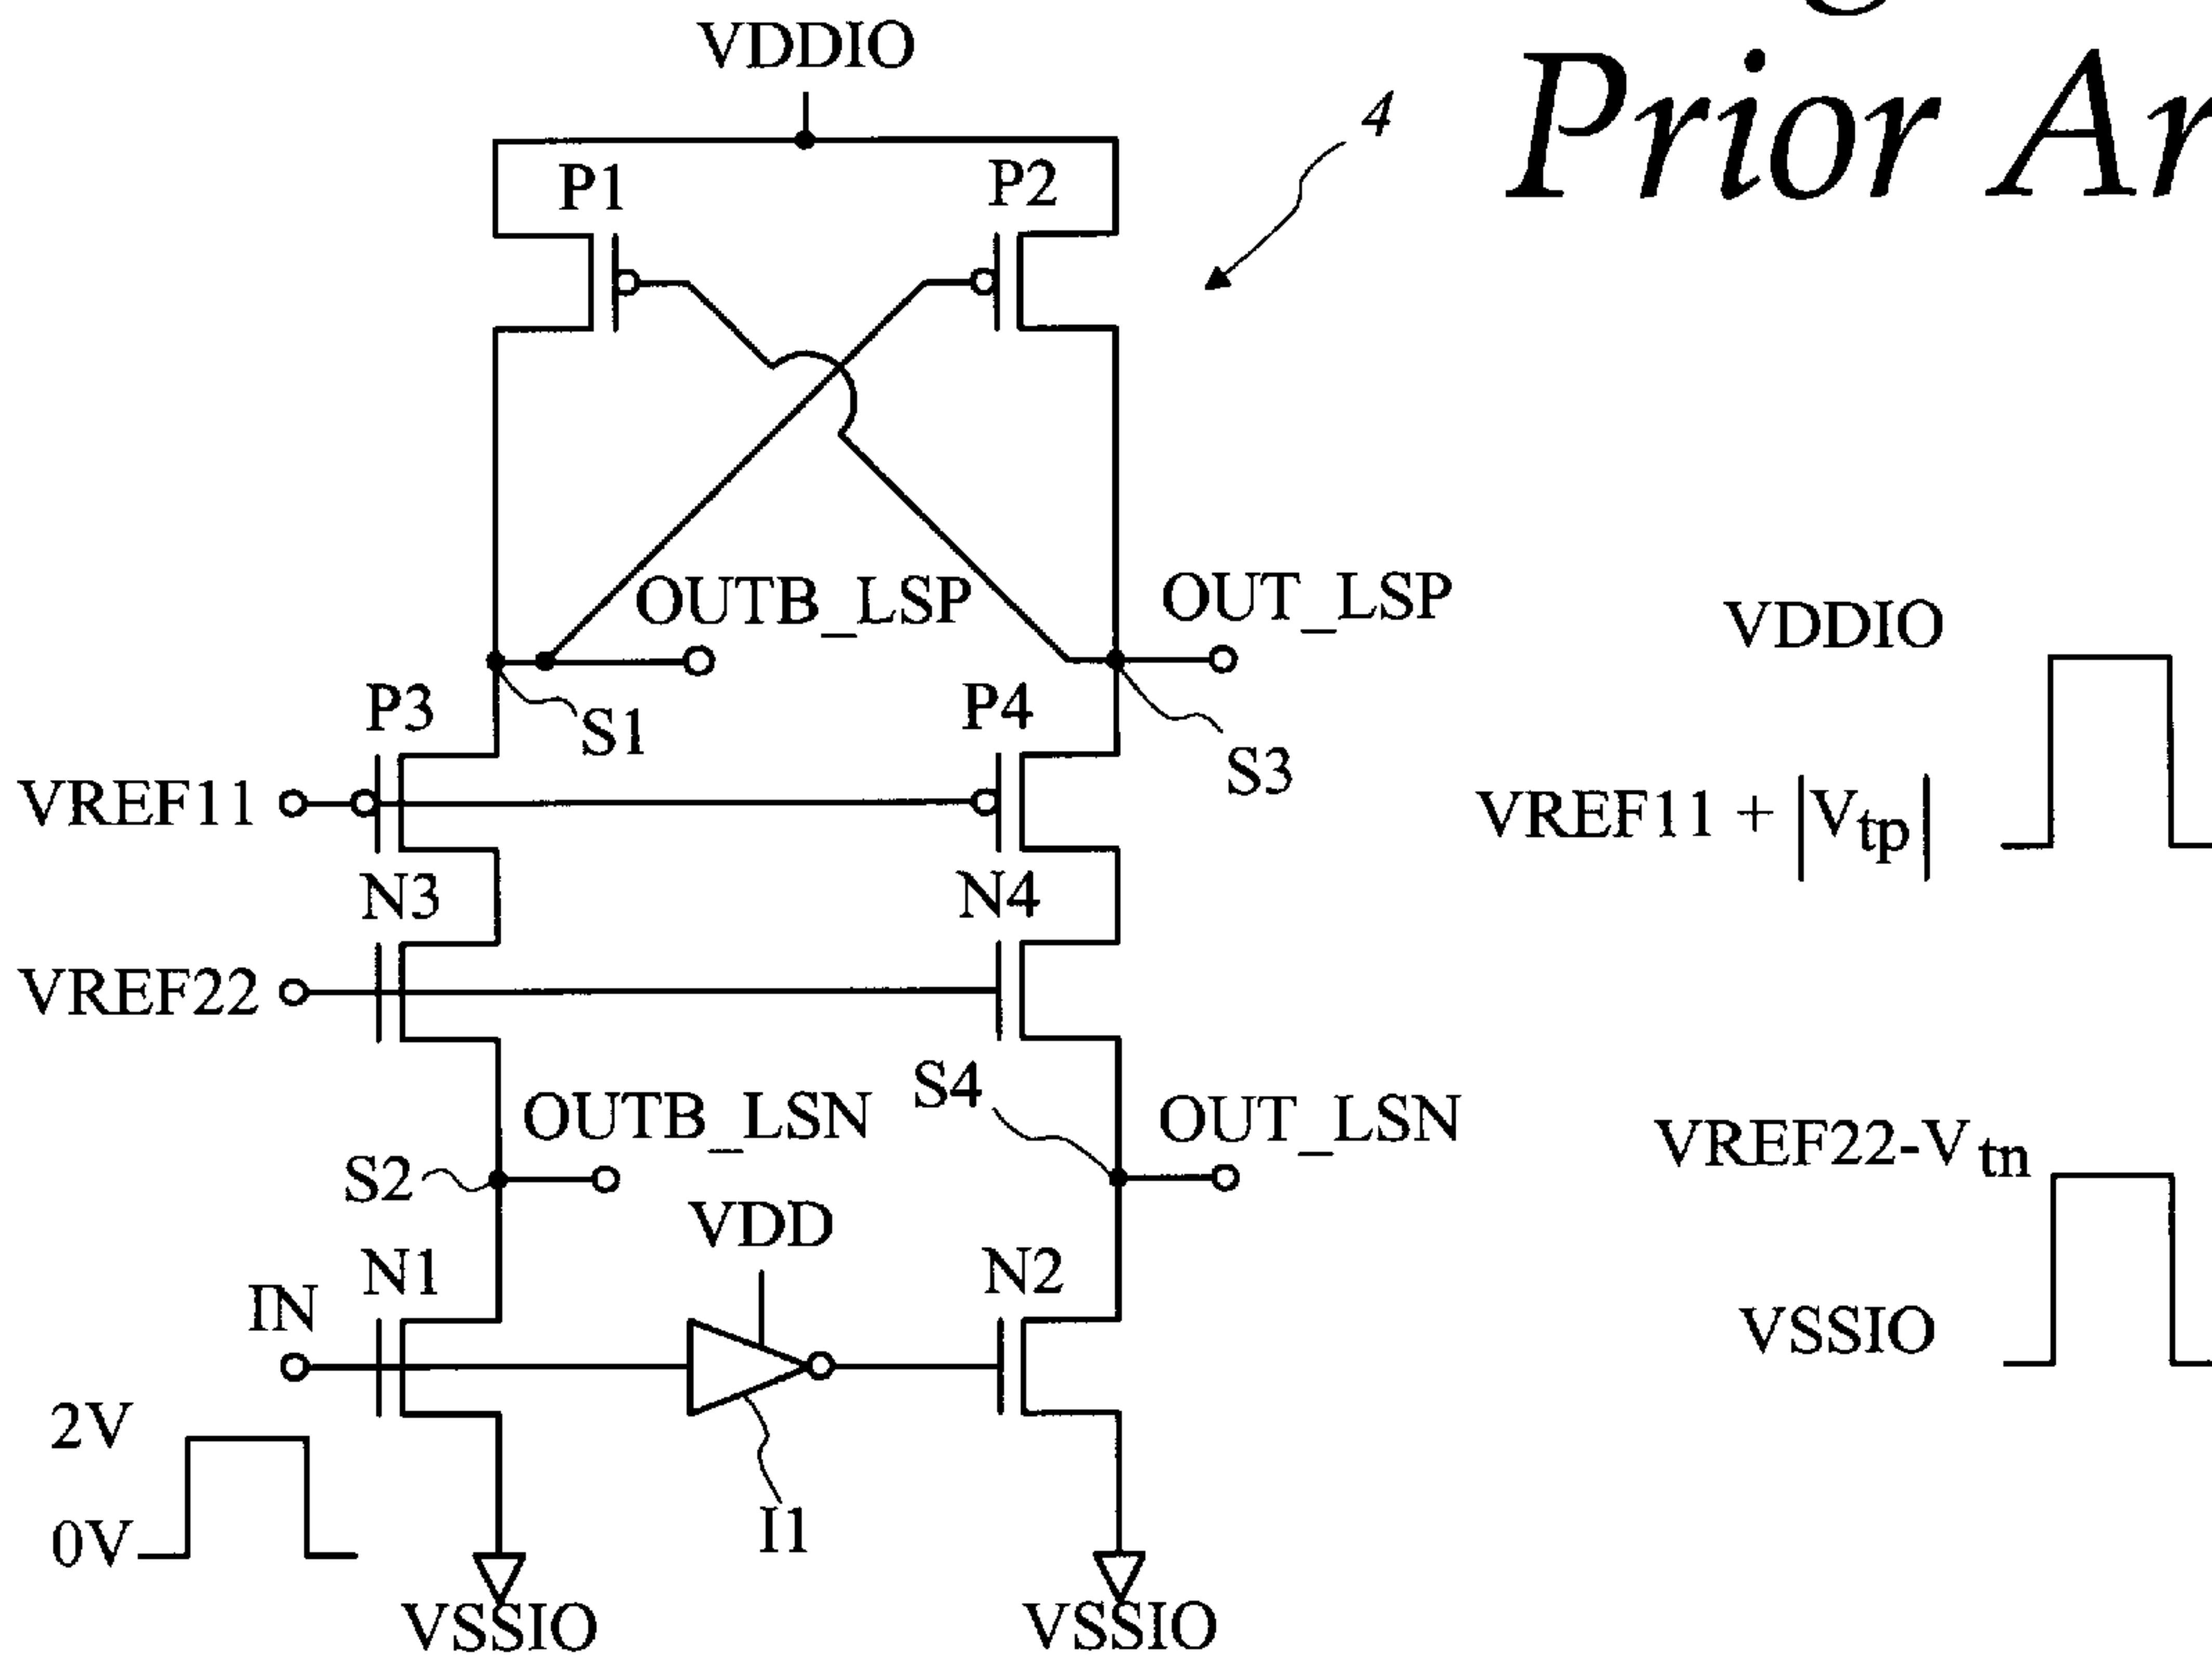 VDDIO
4
Prior Ar
P1
P2
OUTB_LSP
OUT_LSP
VDDIO
P3
S1
P4
S3
VREF11
VREF11 + |Vtp|
N3
N4
VREF22
S4
OUTB_LSN
OUT_LSN
VREF22-Vtn
S2
VDD
N1
N2
IN
VSSIO
2V
0V
I1
VSSIO
VSSIO